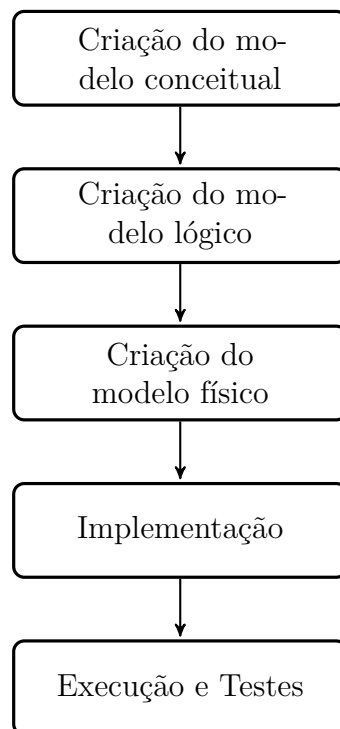 Criação do mo-
delo conceitual
Criação do mo-
delo lógico
Criação do
modelo físico
Implementação
Execução e Testes